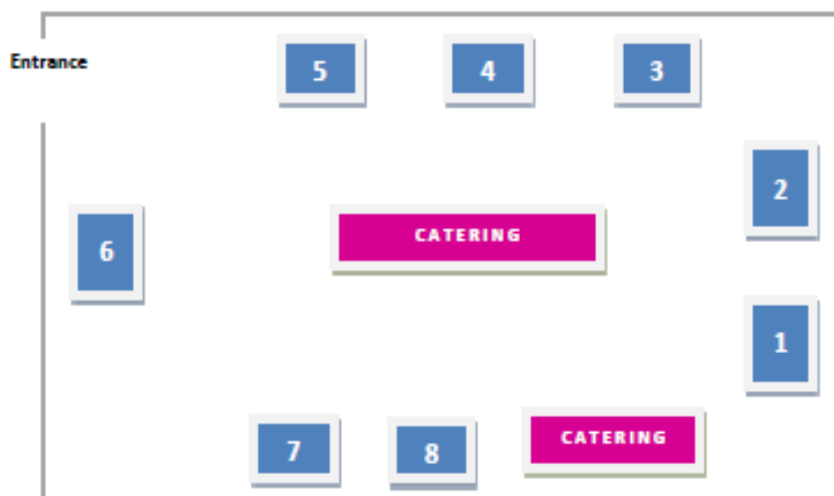 Entrance
5 4 3
2
6
CATERING
1
7 8
CATERING